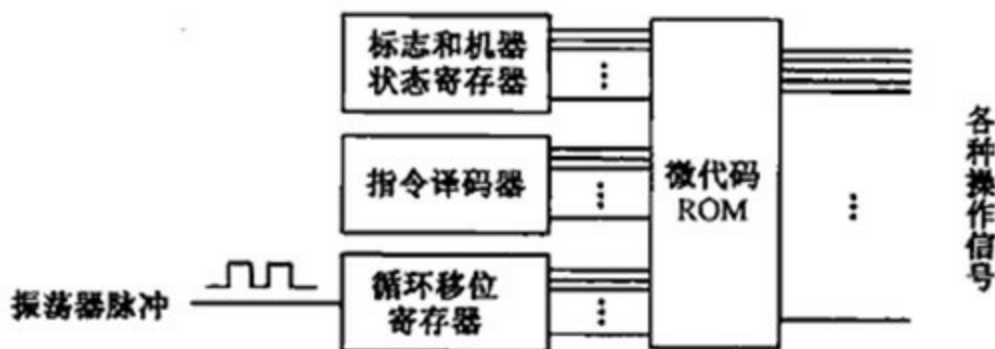 标志和机器
状态寄存器
指令译码器
循环移位
寄存器
振荡器脉冲
微代码
ROM
各种操作信号